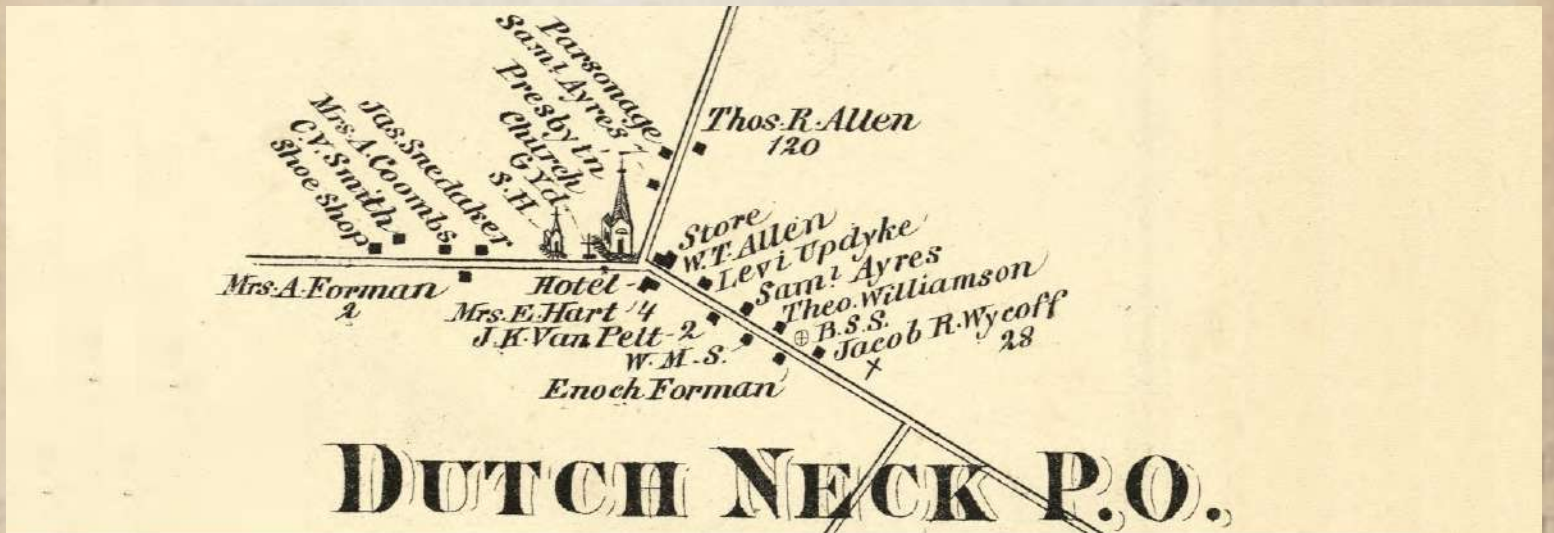 Parsonage
Saml Ayres 7
Presbyt'n
Church
G Yd.
S.H.
Jas. Snedaker
Mrs. A. Coombs
C.V. Smith
Shoe Shop
Thos. R. Allen
120
Store
W.T. Allen
Levi Updyke
Saml Ayres
Theo. Williamson
B.S.S.
Jacob R. Wycoff
28
Mrs. A. Forman
2
Hotel
Mrs. E. Hart 4
J.K. Van Pelt - 2
W.M.S.
Enoch Forman
DUTCH NECK P.O.